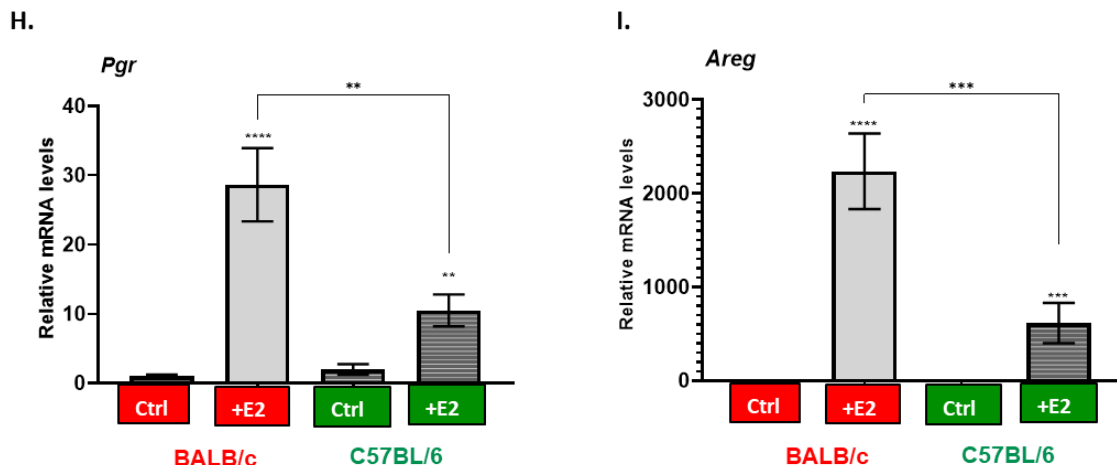 H.
Pgr
**
40
30
20
10
0
Relative mRNA levels
****
**
Ctrl +E2 Ctrl +E2
BALB/c C57BL/6
I.
Areg
***
3000
2000
1000
0
Relative mRNA levels
****
***
Ctrl +E2 Ctrl +E2
BALB/c C57BL/6